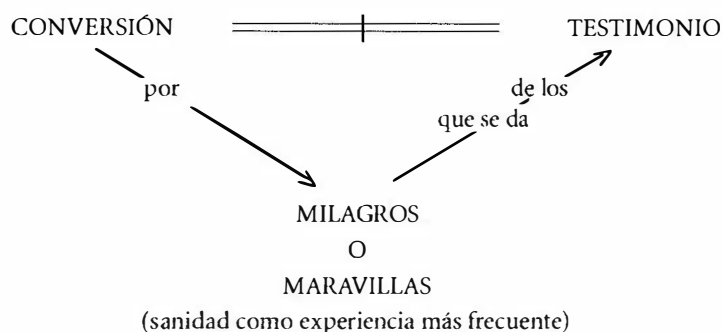 CONVERSIÓN TESTIMONIO
por de los
que se da
MILAGROS
O
MARAVILLAS
(sanidad como experiencia más frecuente)